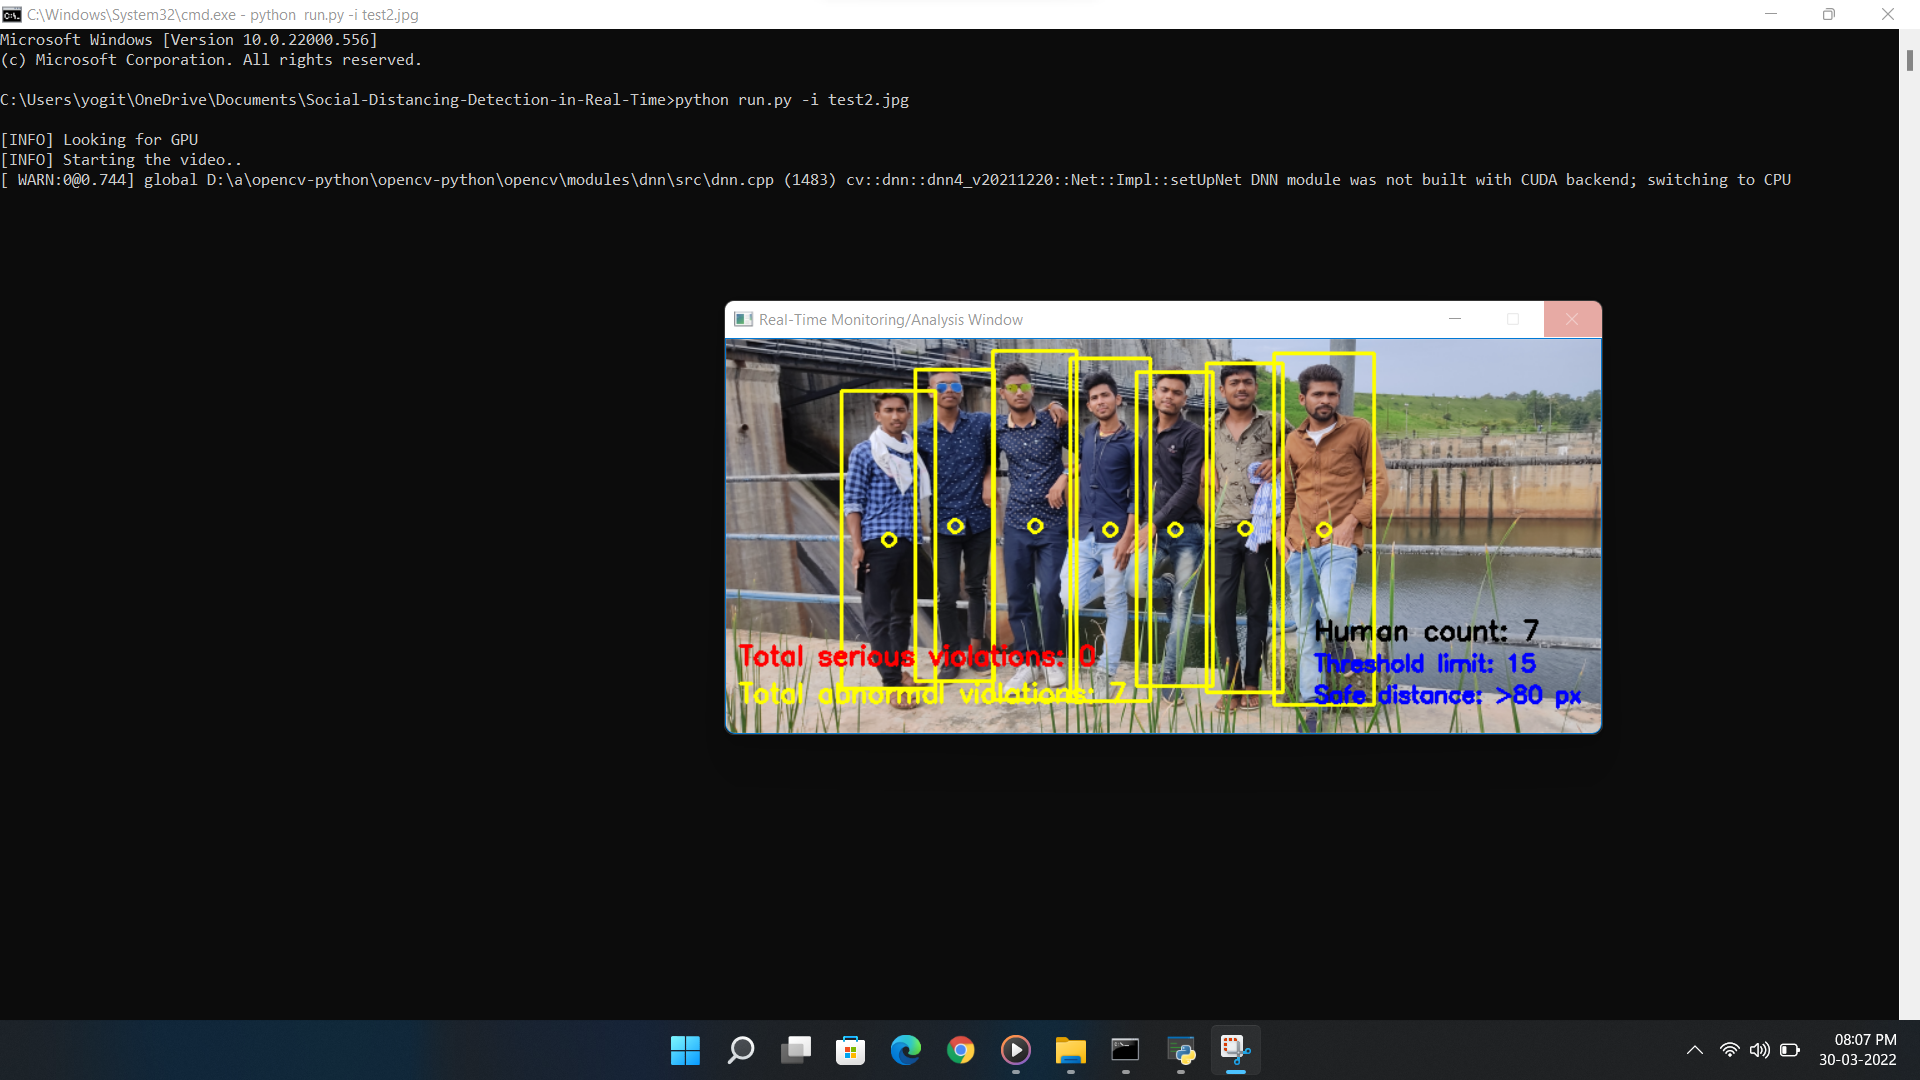 C:\Windows\System32\cmd.exe - python  run.py -i test2.jpg
Microsoft Windows [Version 10.0.22000.556]
(c) Microsoft Corporation. All rights reserved.
C:\Users\yogit\OneDrive\Documents\Social-Distancing-Detection-in-Real-Time>python run.py -i test2.jpg
[INFO] Looking for GPU
[INFO] Starting the video..
[ WARN:0@0.744] global D:\a\opencv-python\opencv-python\opencv\modules\dnn\src\dnn.cpp (1483) cv::dnn::dnn4_v20211220::Net::Impl::setUpNet DNN module was not built with CUDA backend; switching to CPU
Real-Time Monitoring/Analysis Window
Total serious violations: 0
Total abnormal violations: 7
Human count: 7
Threshold limit: 15
Safe distance: >80 px
08:07 PM
30-03-2022